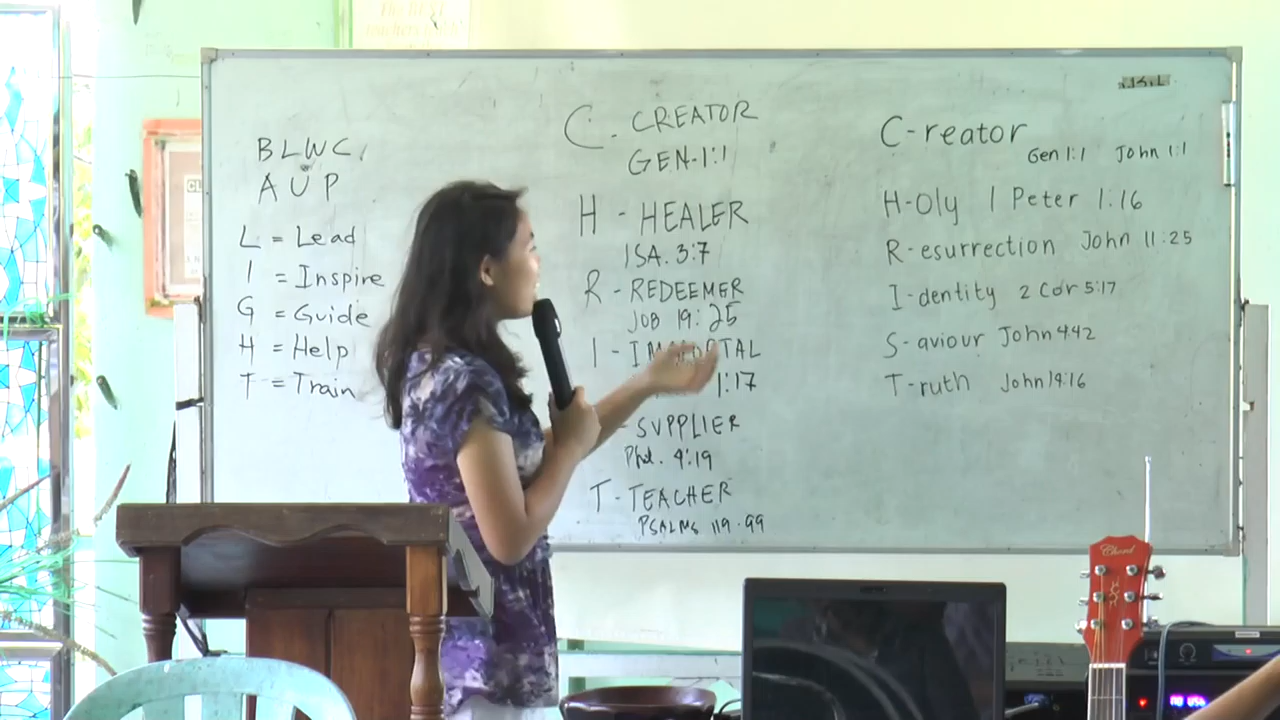 BLWC,
AUP
L = Lead
I = Inspire
G = Guide
H = Help
T = Train
C - CREATOR
GEN-1:1
H - HEALER
ISA. 3:7
R - REDEEMER
JOB 19:25
I - IMMORTAL
1:17
SUPPLIER
Phil. 4:19
T - TEACHER
PSALMS 119-99
C-reator
Gen 1:1 John 1:1
H-Oly 1 Peter 1:16
R-esurrection John 11:25
I-dentity 2 Cor 5:17
S-aviour John 4:42
T-ruth John 14:16
Chord